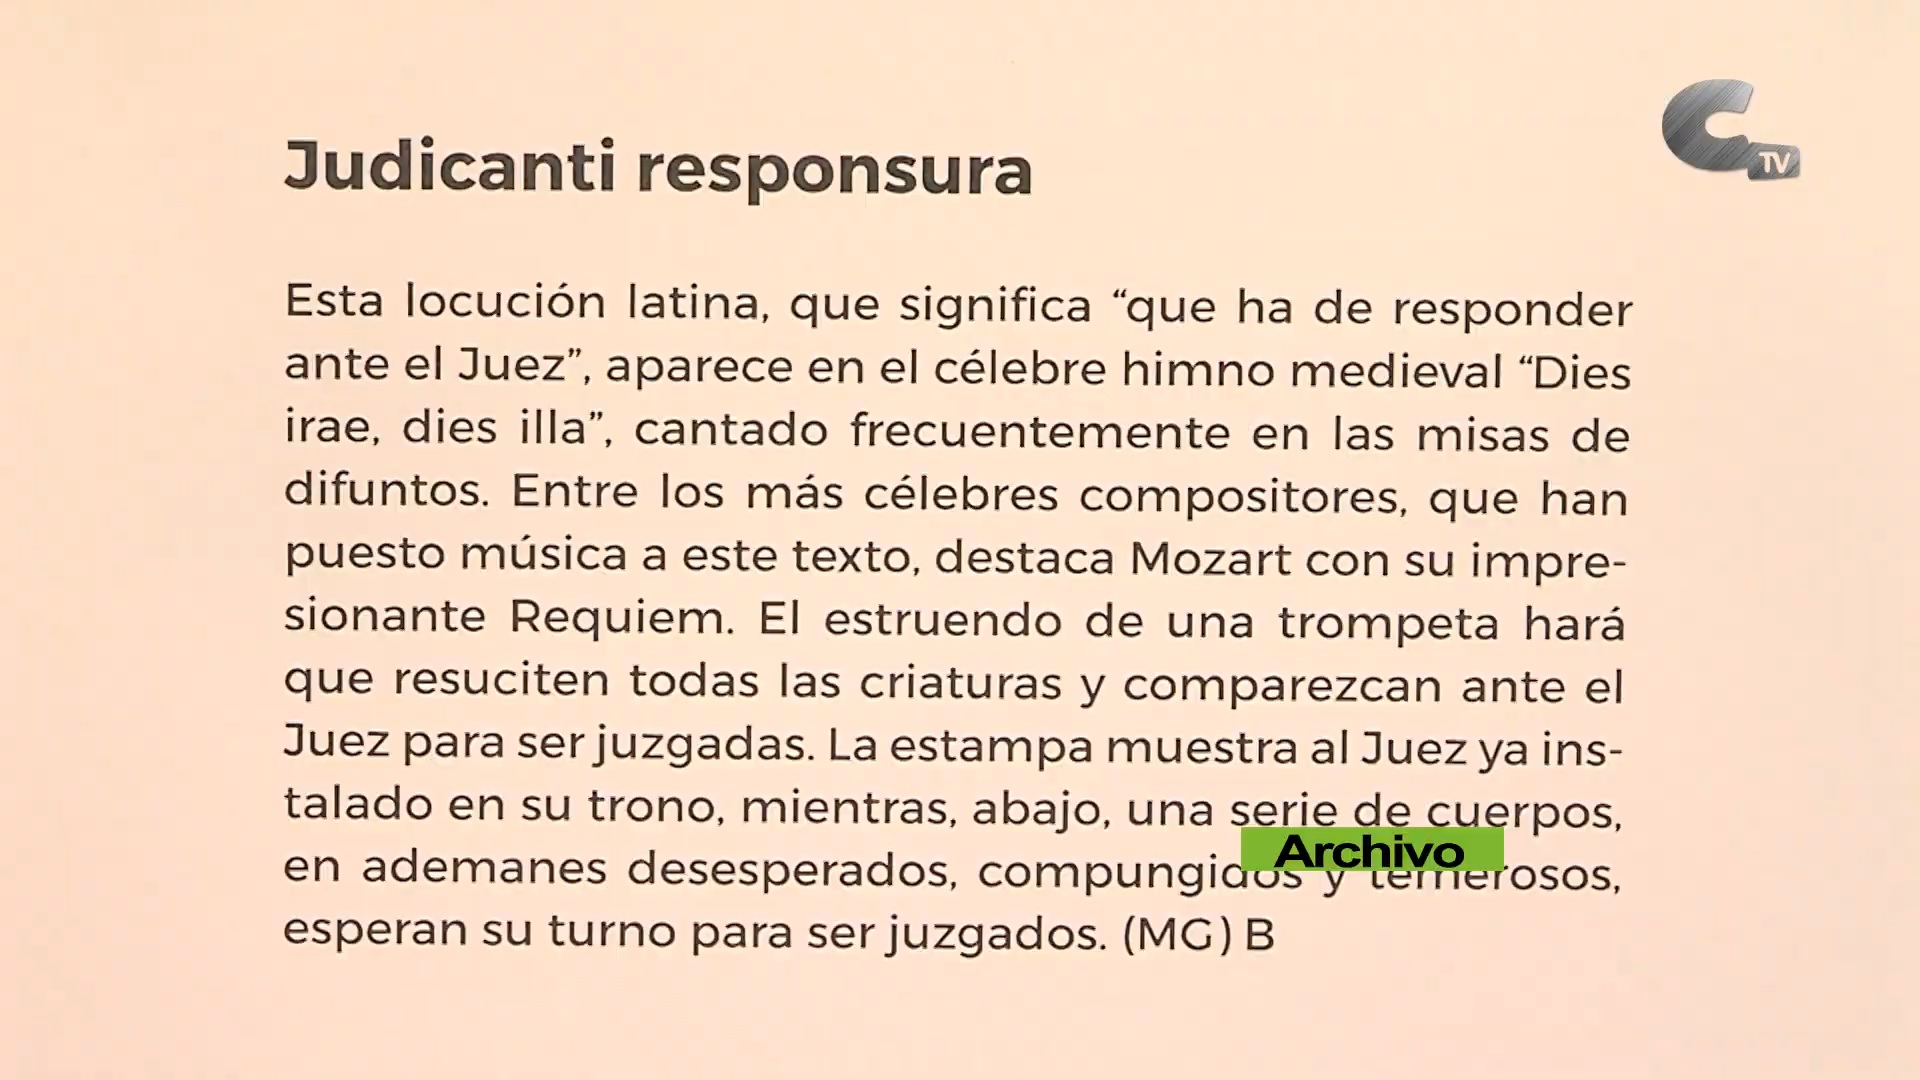 Judicanti responsura
Esta locución latina, que significa “que ha de responder
ante el Juez”, aparece en el célebre himno medieval “Dies
irae, dies illa”, cantado frecuentemente en las misas de
difuntos. Entre los más célebres compositores, que han
puesto música a este texto, destaca Mozart con su impre-
sionante Requiem. El estruendo de una trompeta hará
que resuciten todas las criaturas y comparezcan ante el
Juez para ser juzgadas. La estampa muestra al Juez ya ins-
talado en su trono, mientras, abajo, una serie de cuerpos,
en ademanes desesperados, compungidos y temerosos,
esperan su turno para ser juzgados. (MG) B
Archivo
TV